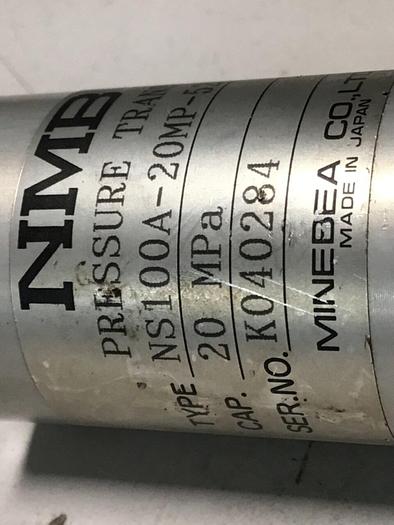 NMB
PRESSURE TRAN
TYPE NS100A-20MP-5
CAP. 20 MPa
SER.NO. K040284
MINEBEA CO.,LT
MADE IN JAPAN